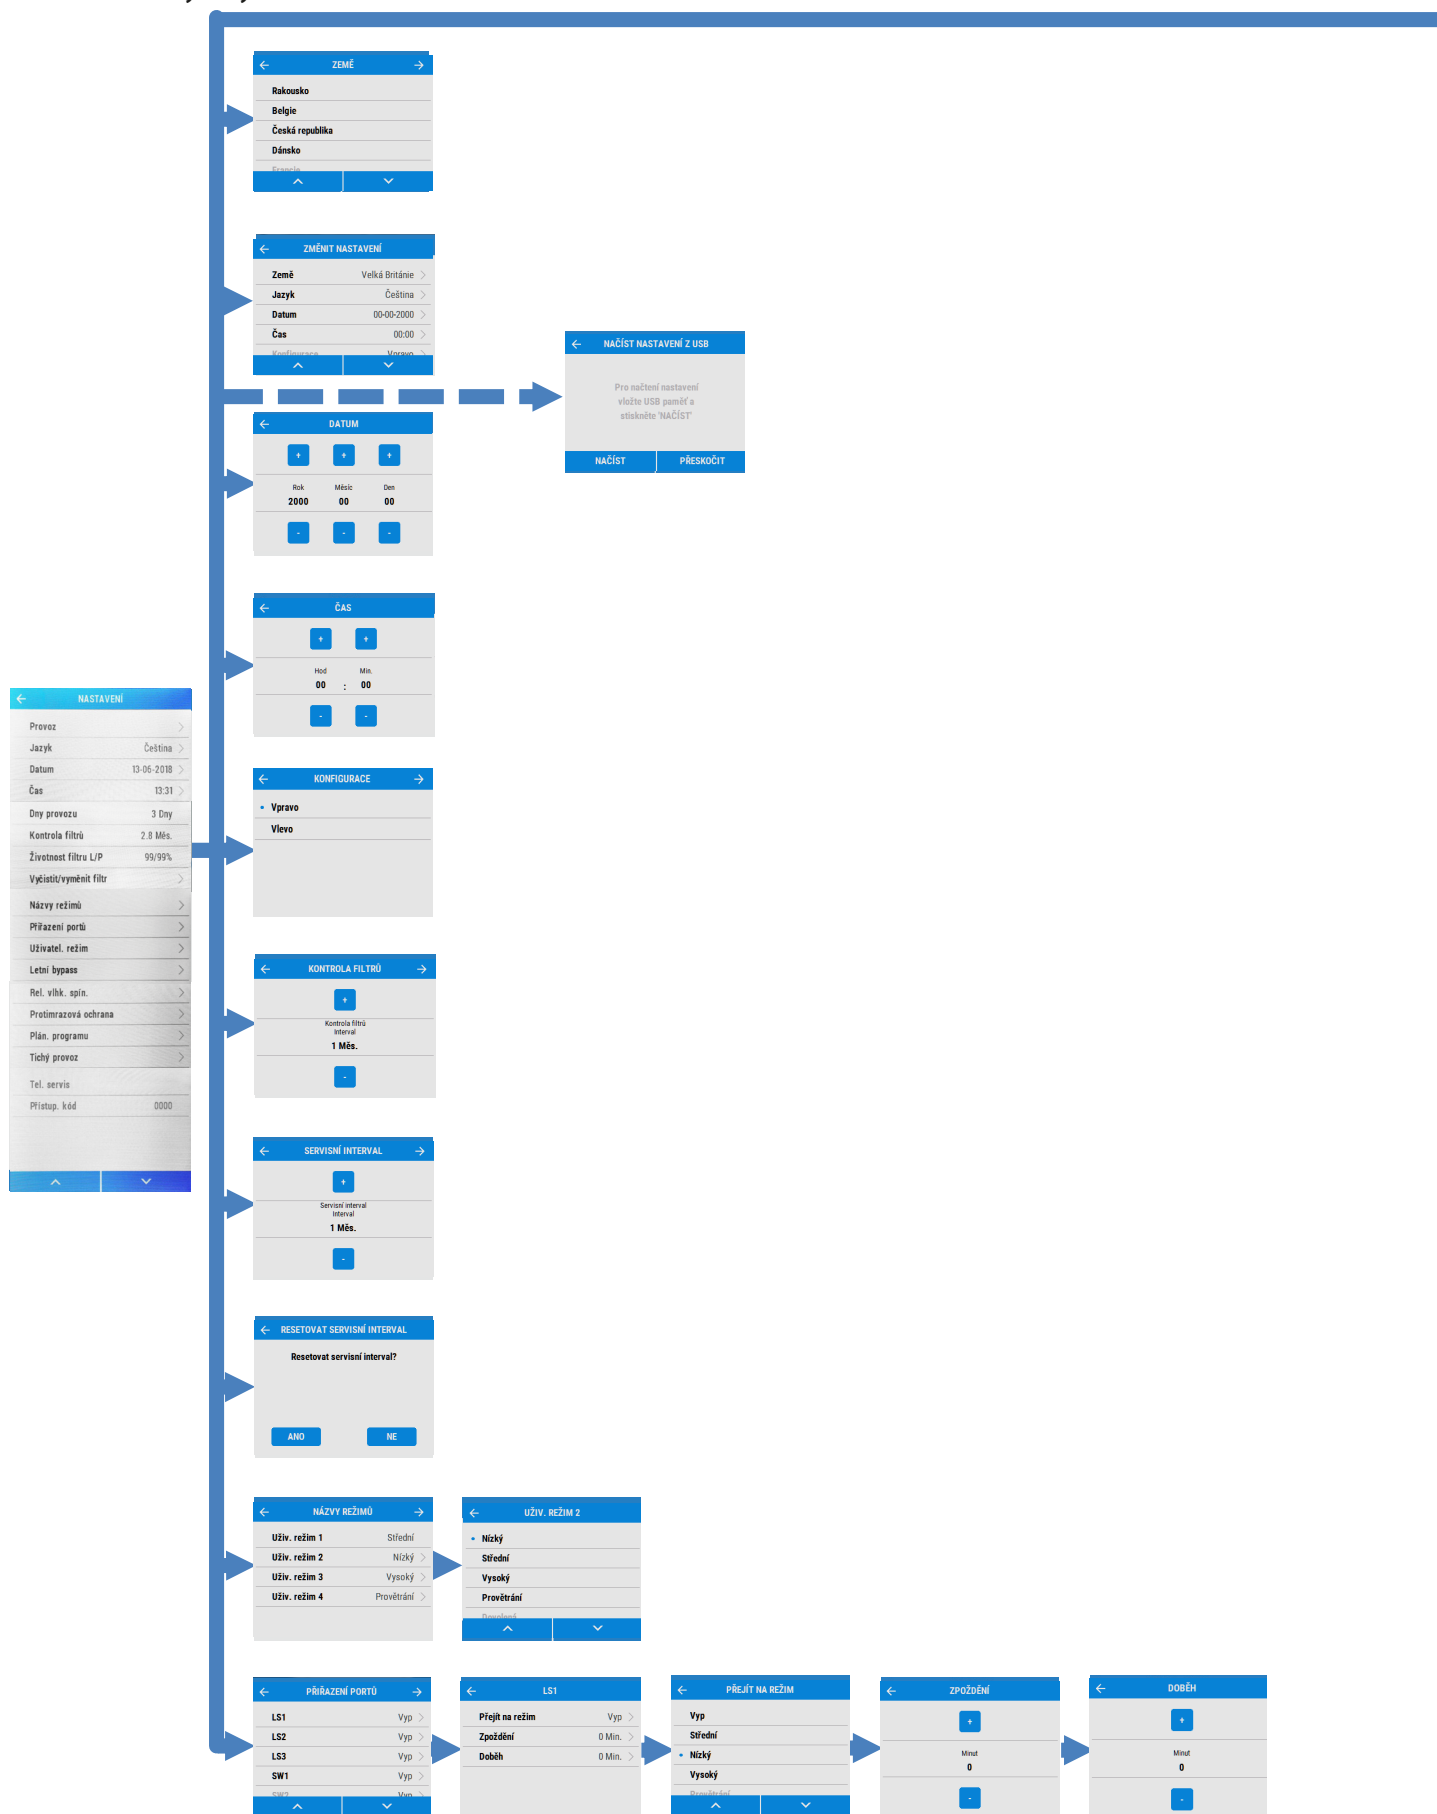 ZEMĚ
Rakousko
Belgie
Česká republika
Dánsko
Francie
ZMĚNIT NASTAVENÍ
Země Velká Británie
Jazyk Čeština
Datum 00-00-2000
Čas 00:00
Konfigurace Vpravo
NAČÍST NASTAVENÍ Z USB
Pro načtení nastavení
vložte USB paměť a
stiskněte 'NAČÍST'
NAČÍST PŘESKOČIT
DATUM
+ + +
Rok Měsíc Den
2000 00 00
- - -
ČAS
+ +
Hod Min.
00 : 00
- -
NASTAVENÍ
Provoz
Jazyk Čeština
Datum 13-06-2018
Čas 13:31
Dny provozu 3 Dny
Kontrola filtrů 2.8 Měs.
Životnost filtru L/P 99/99%
Vyčistit/vyměnit filtr
Názvy režimů
Přiřazení portů
Uživatel. režim
Letní bypass
Rel. vlhk. spín.
Protimrazová ochrana
Plán. programu
Tichý provoz
Tel. servis
Přístup. kód 0000
KONFIGURACE
Vpravo
Vlevo
KONTROLA FILTRŮ
+
Kontrola filtrů
Interval
1 Měs.
-
SERVISNÍ INTERVAL
+
Servisní interval
Interval
1 Měs.
-
RESETOVAT SERVISNÍ INTERVAL
Resetovat servisní interval?
ANO NE
NÁZVY REŽIMŮ
Uživ. režim 1 Střední
Uživ. režim 2 Nízký
Uživ. režim 3 Vysoký
Uživ. režim 4 Provětrání
UŽIV. REŽIM 2
Nízký
Střední
Vysoký
Provětrání
Dovolená
PŘIŘAZENÍ PORTŮ
LS1 Vyp
LS2 Vyp
LS3 Vyp
SW1 Vyp
SW2 Vyp
LS1
Přejít na režim Vyp
Zpoždění 0 Min.
Doběh 0 Min.
PŘEJÍT NA REŽIM
Vyp
Střední
Nízký
Vysoký
Provětrání
ZPOŽDĚNÍ
+
Minut
0
-
DOBĚH
+
Minut
0
-